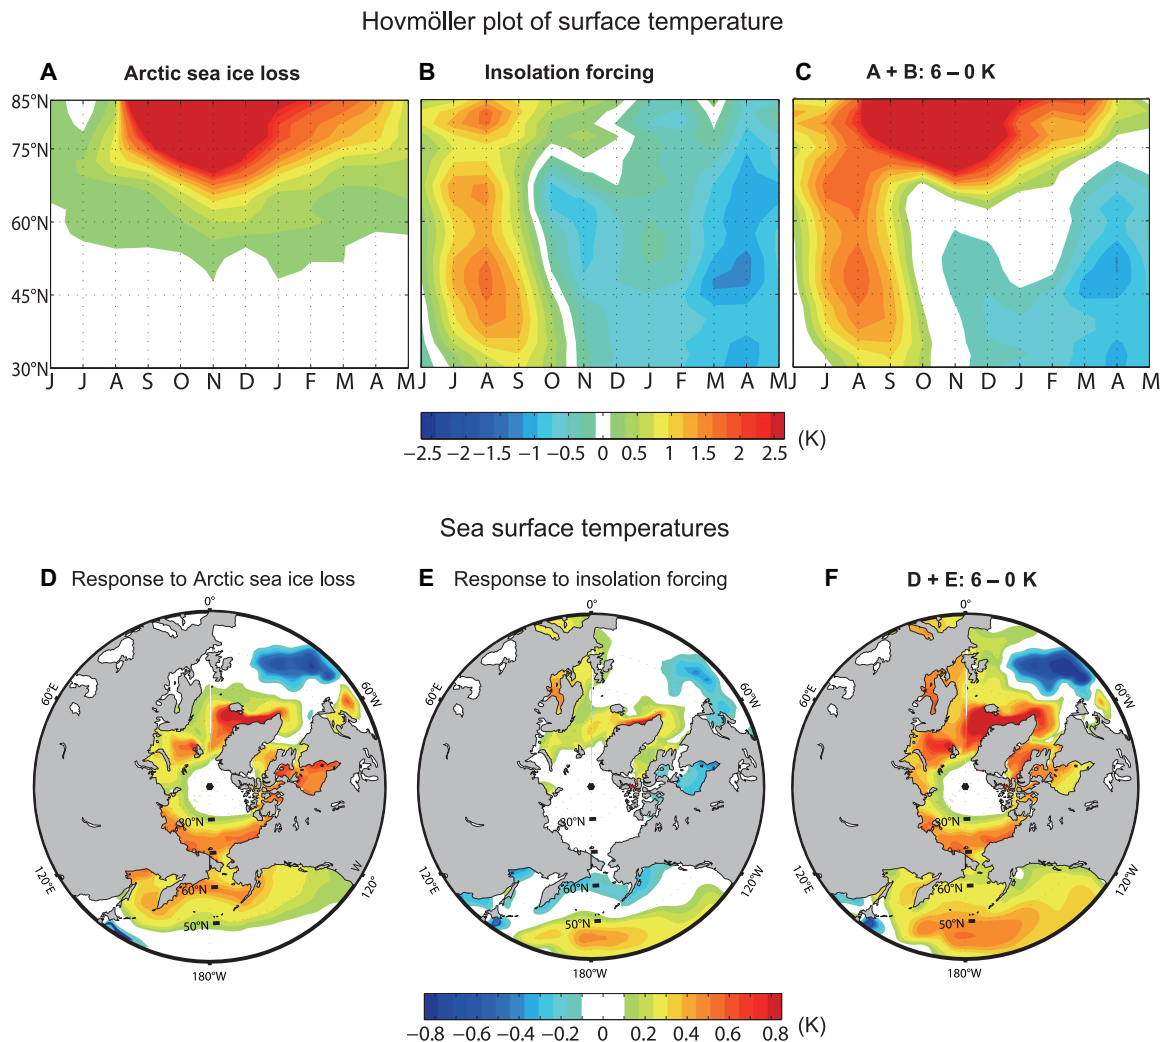 Hovmöller plot of surface temperature
A Arctic sea ice loss
B Insolation forcing
C A + B: 6 – 0 K
85°N
75°N
60°N
45°N
30°N
J J A S O N D J F M A M
J J A S O N D J F M A M
J J A S O N D J F M A M
−2.5 −2 −1.5 −1 −0.5 0 0.5 1 1.5 2 2.5 (K)
Sea surface temperatures
D Response to Arctic sea ice loss
E Response to insolation forcing
F D + E: 6 – 0 K
0°
60°E
60°W
80°N
60°N
50°N
120°E
120°W
180°W
0°
60°E
60°W
80°N
60°N
50°N
120°E
120°W
180°W
0°
60°E
60°W
80°N
60°N
50°N
120°E
120°W
180°W
−0.8 −0.6 −0.4 −0.2 0 0.2 0.4 0.6 0.8 (K)